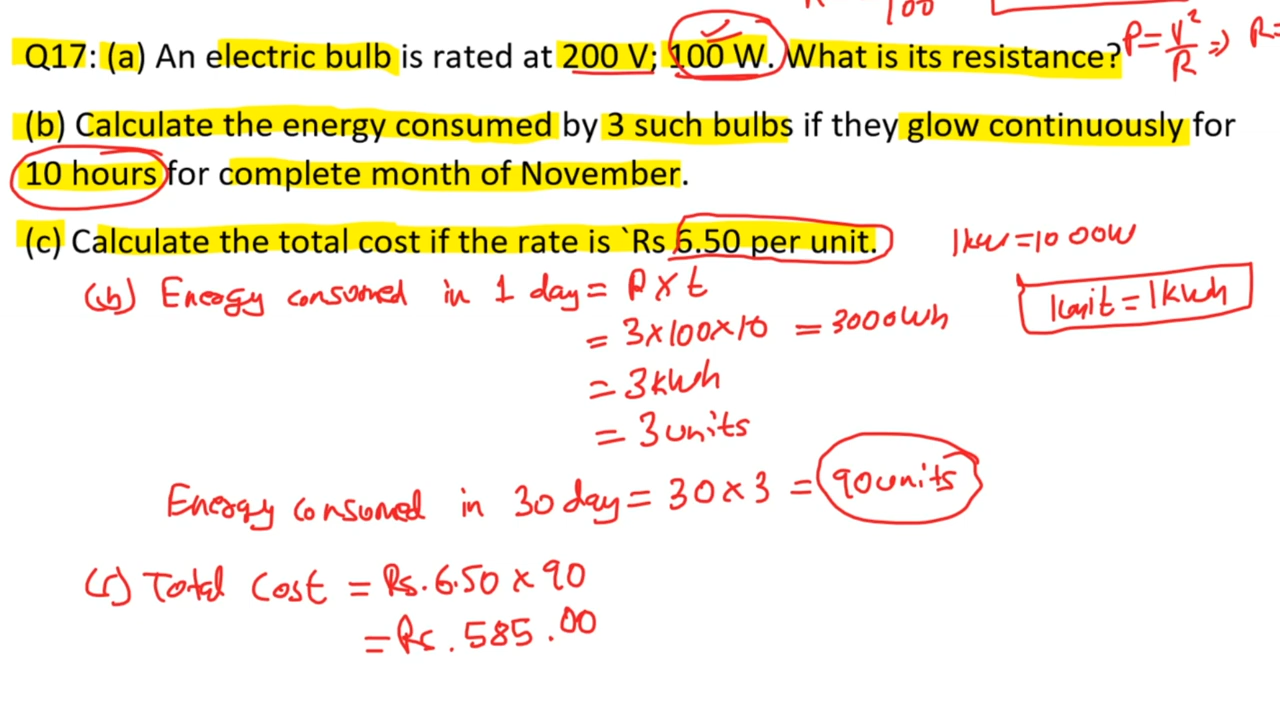 100
Q17: (a) An electric bulb is rated at 200 V; 100 W. What is its resistance? P=V²/R ⇒ R=
(b) Calculate the energy consumed by 3 such bulbs if they glow continuously for
10 hours for complete month of November.
(c) Calculate the total cost if the rate is `Rs 6.50 per unit.
1kW=1000W
(b) Energy consumed in 1 day = P×t
1unit=1kWh
= 3×100×10 = 3000Wh
= 3kWh
= 3units
Energy consumed in 30 day = 30×3 = 90units
(c) Total Cost = Rs.6.50×90
=Rs.585.00